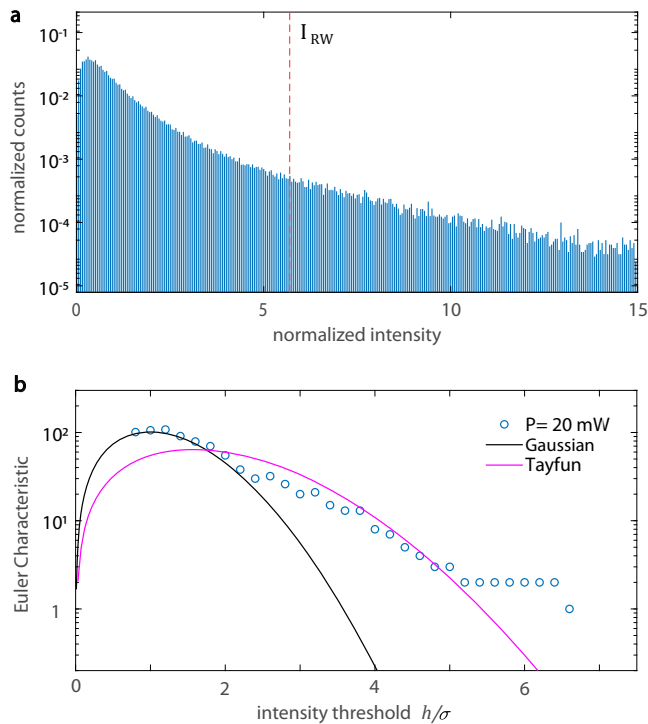 a
I_RW
10^-1
10^-2
10^-3
10^-4
10^-5
normalized counts
0 5 10 15
normalized intensity
b
P= 20 mW
Gaussian
Tayfun
10^2
10^1
1
Euler Characteristic
0 2 4 6
intensity threshold h/σ